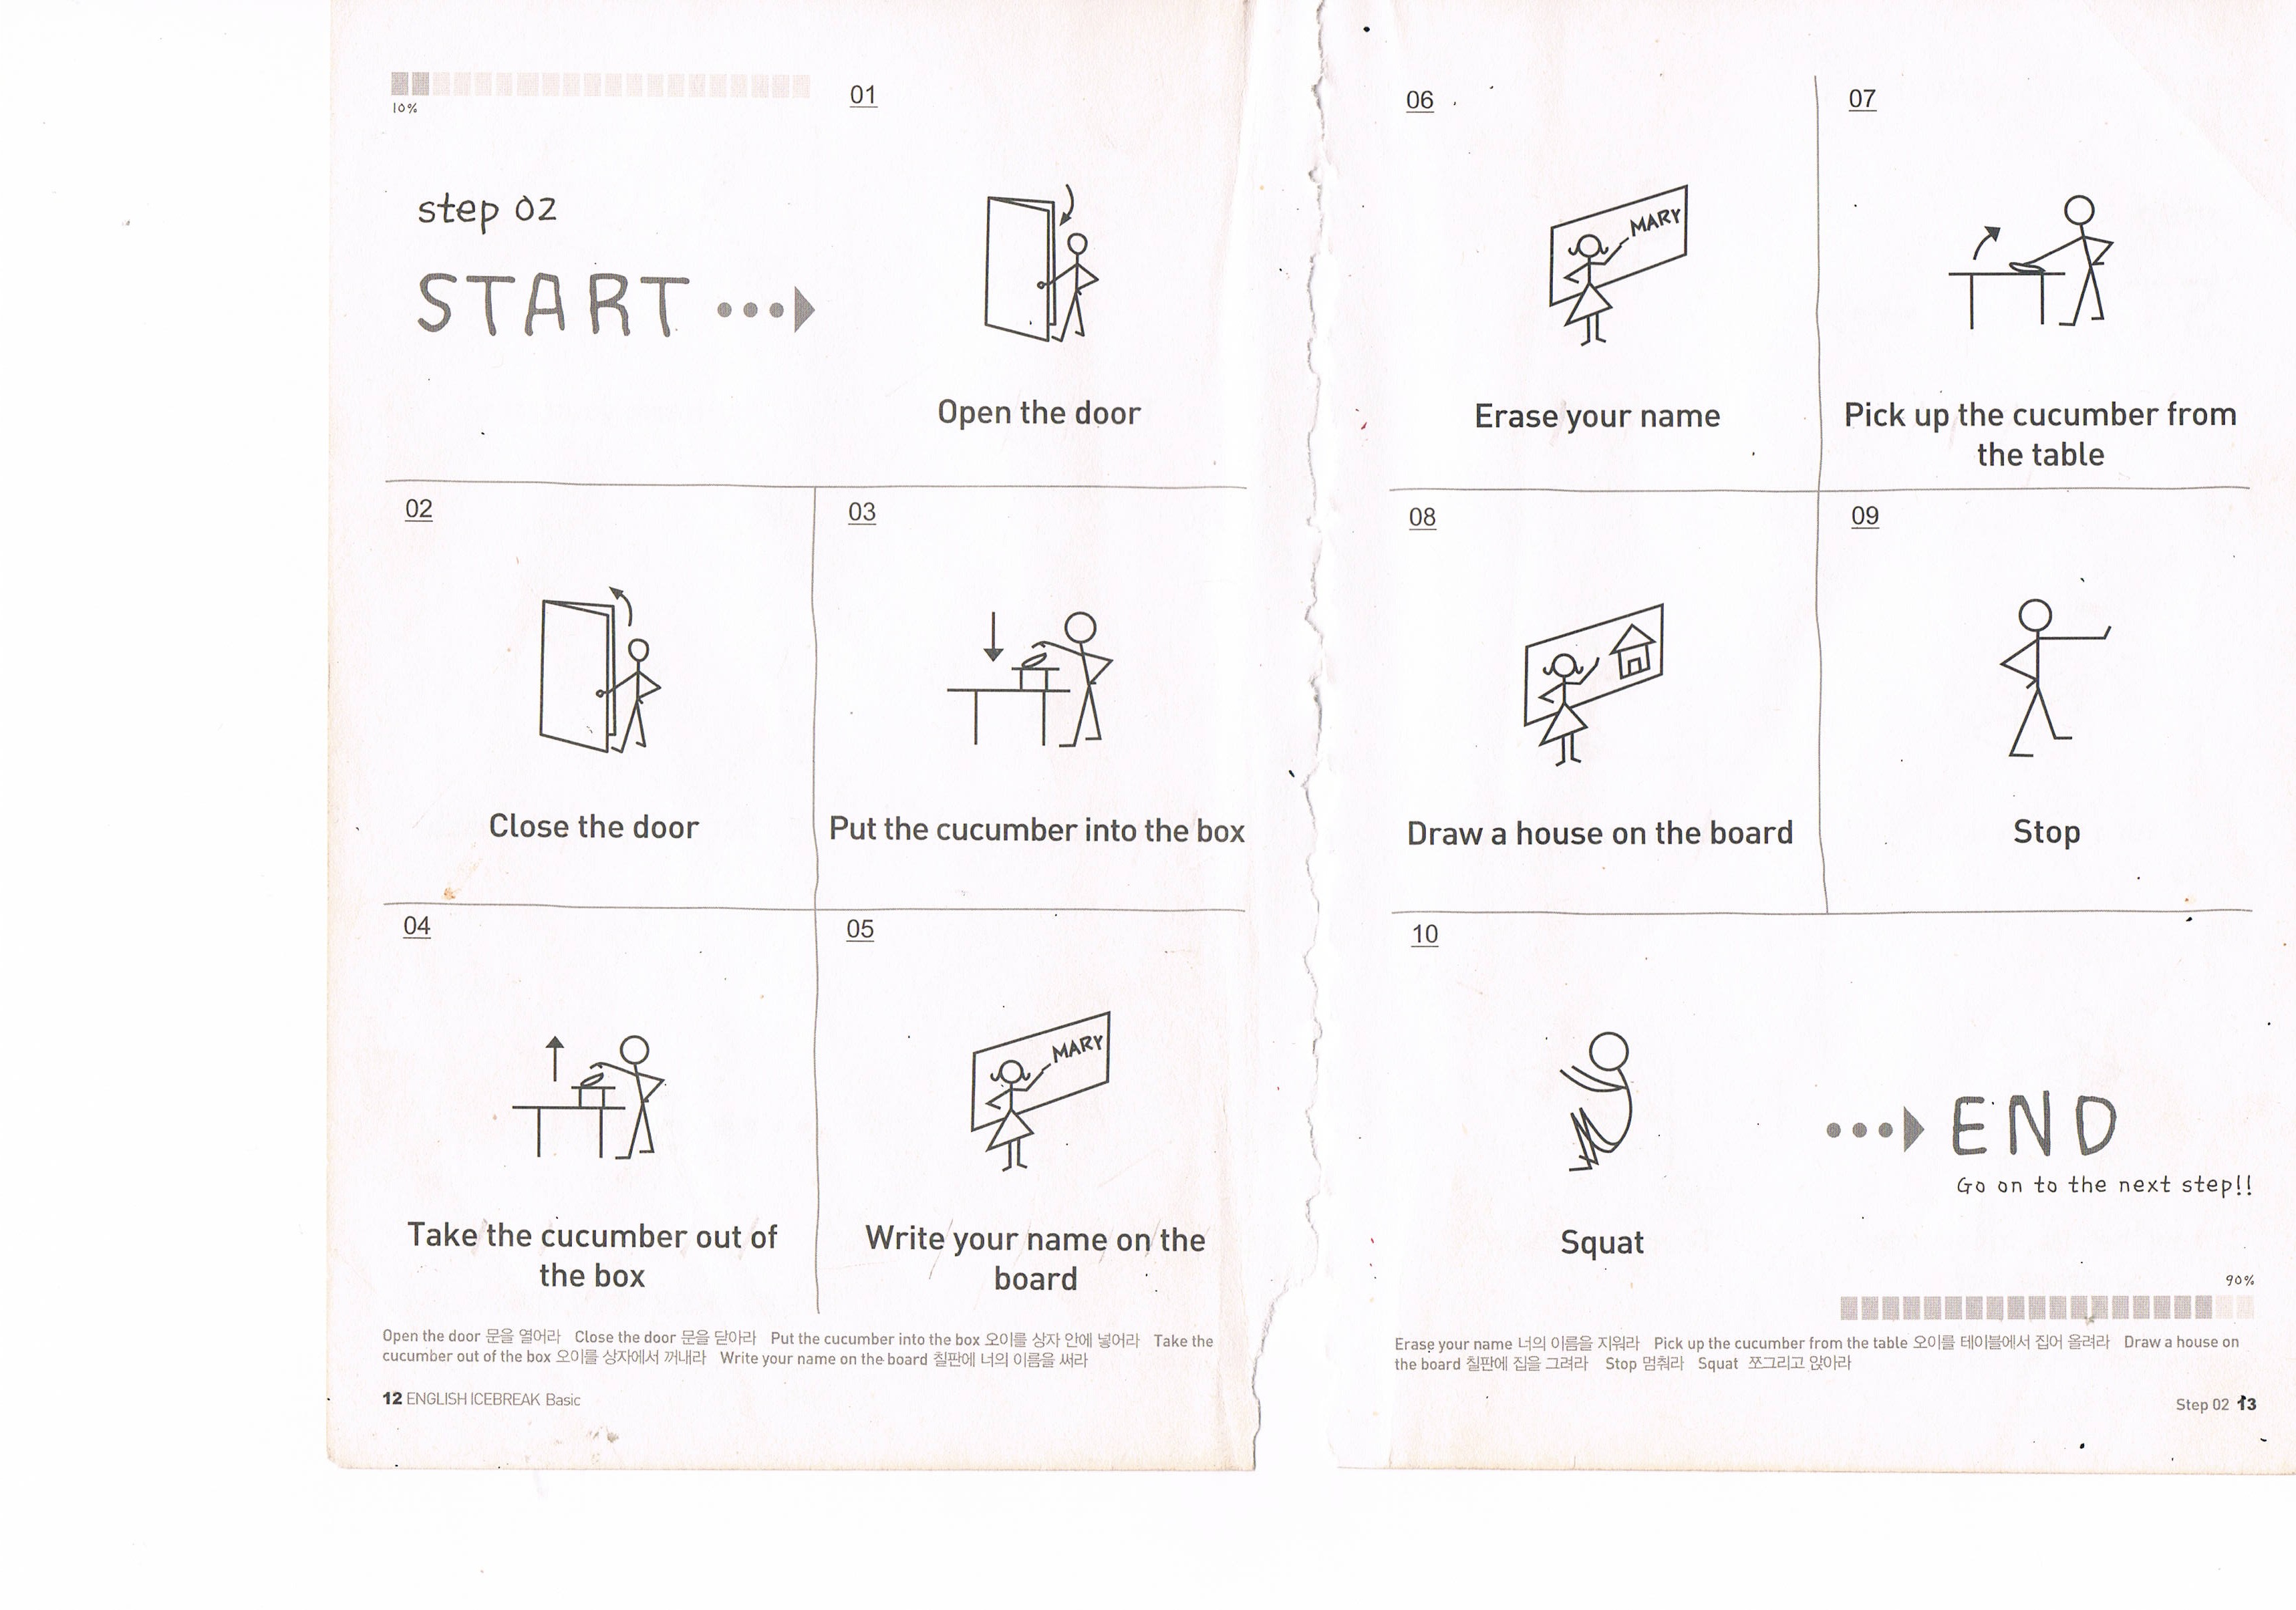 10%
step 02
START
01
Open the door
02
Close the door
03
Put the cucumber into the box
04
Take the cucumber out of
the box
05
MARY
Write your name on the
board
Open the door 문을 열어라 Close the door 문을 닫아라 Put the cucumber into the box 오이를 상자 안에 넣어라 Take the
cucumber out of the box 오이를 상자에서 꺼내라 Write your name on the board 칠판에 너의 이름을 써라
12 ENGLISH ICEBREAK Basic
06
MARY
Erase your name
07
Pick up the cucumber from
the table
08
Draw a house on the board
09
Stop
10
Squat
END
Go on to the next step!!
90%
Erase your name 너의 이름을 지워라 Pick up the cucumber from the table 오이를 테이블에서 집어 올려라 Draw a house on
the board 칠판에 집을 그려라 Stop 멈춰라 Squat 쪼그리고 앉아라
Step 02 13